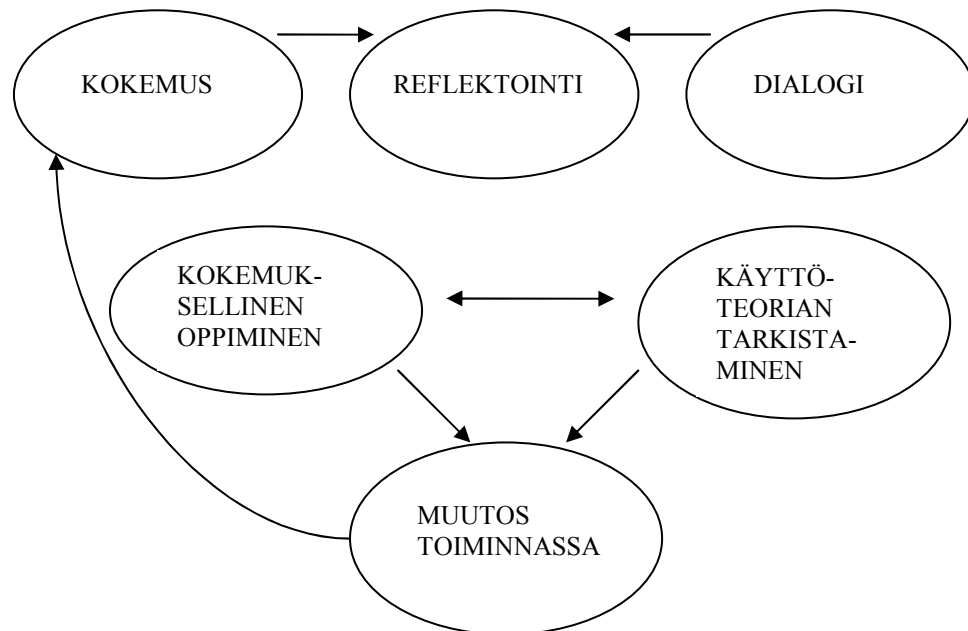 KOKEMUS
REFLEKTOINTI
DIALOGI
KOKEMUK-
SELLINEN
OPPIMINEN
KÄYTTÖ-
TEORIAN
TARKISTA-
MINEN
MUUTOS
TOIMINNASSA